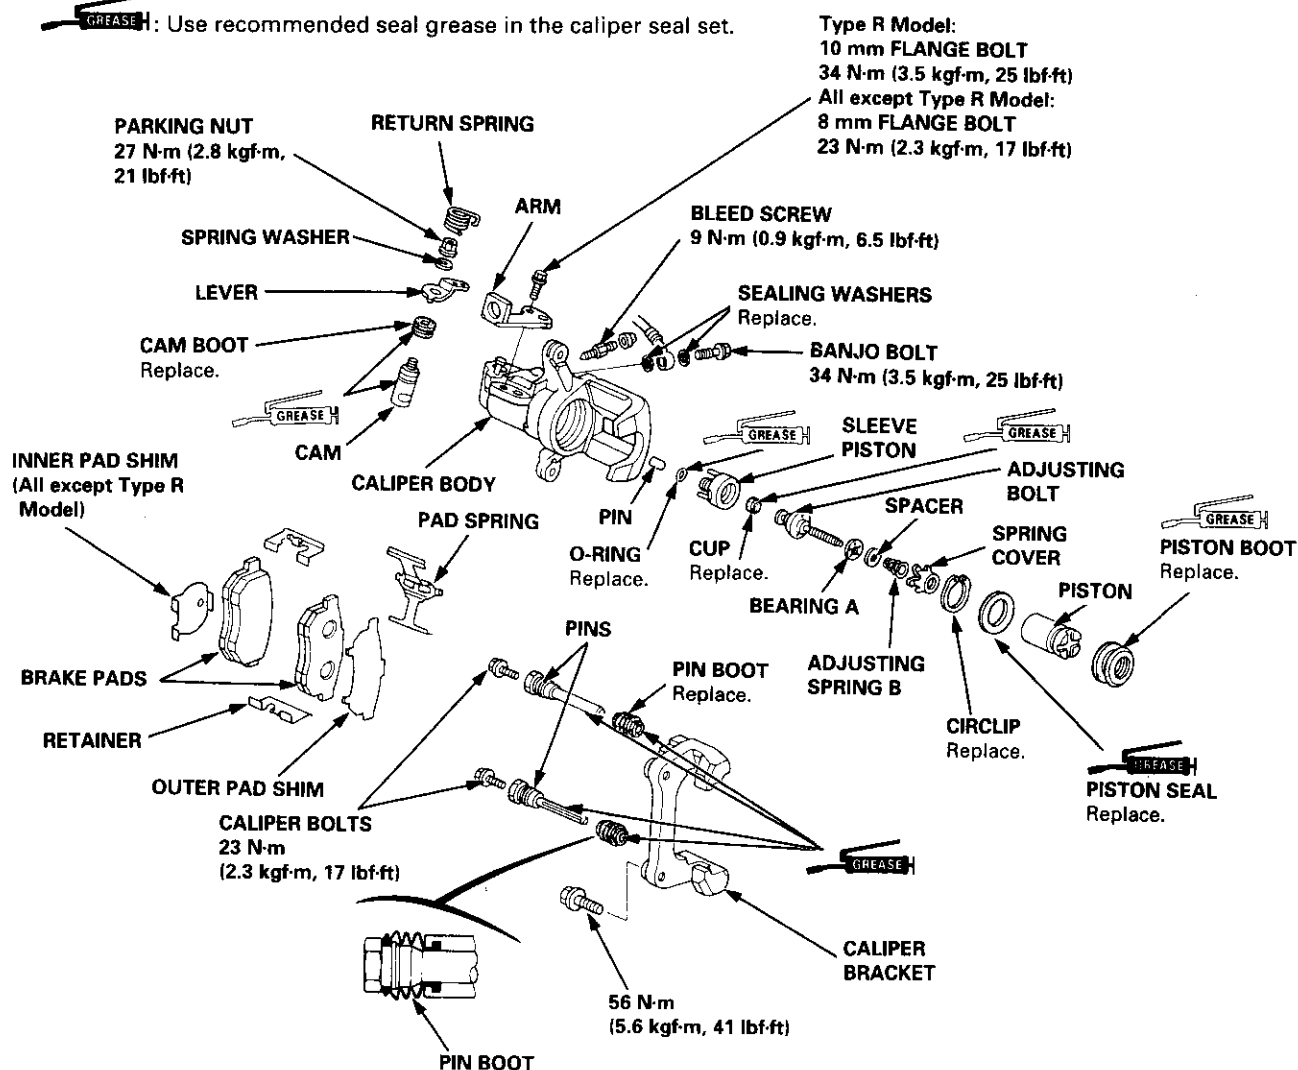 GREASE : Use recommended seal grease in the caliper seal set.
Type R Model:
10 mm FLANGE BOLT
34 N·m (3.5 kgf·m, 25 lbf·ft)
All except Type R Model:
8 mm FLANGE BOLT
23 N·m (2.3 kgf·m, 17 lbf·ft)
PARKING NUT
27 N·m (2.8 kgf·m,
21 lbf·ft)
RETURN SPRING
ARM
BLEED SCREW
9 N·m (0.9 kgf·m, 6.5 lbf·ft)
SPRING WASHER
LEVER
SEALING WASHERS
Replace.
CAM BOOT
Replace.
BANJO BOLT
34 N·m (3.5 kgf·m, 25 lbf·ft)
GREASE
CAM
CALIPER BODY
GREASE
SLEEVE
PISTON
GREASE
ADJUSTING
BOLT
INNER PAD SHIM
(All except Type R
Model)
PAD SPRING
PIN
O-RING
Replace.
CUP
Replace.
SPACER
SPRING
COVER
GREASE
PISTON BOOT
Replace.
BEARING A
PISTON
BRAKE PADS
PINS
PIN BOOT
Replace.
ADJUSTING
SPRING B
RETAINER
CIRCLIP
Replace.
OUTER PAD SHIM
GREASE
PISTON SEAL
Replace.
CALIPER BOLTS
23 N·m
(2.3 kgf·m, 17 lbf·ft)
GREASE
CALIPER
BRACKET
56 N·m
(5.6 kgf·m, 41 lbf·ft)
PIN BOOT